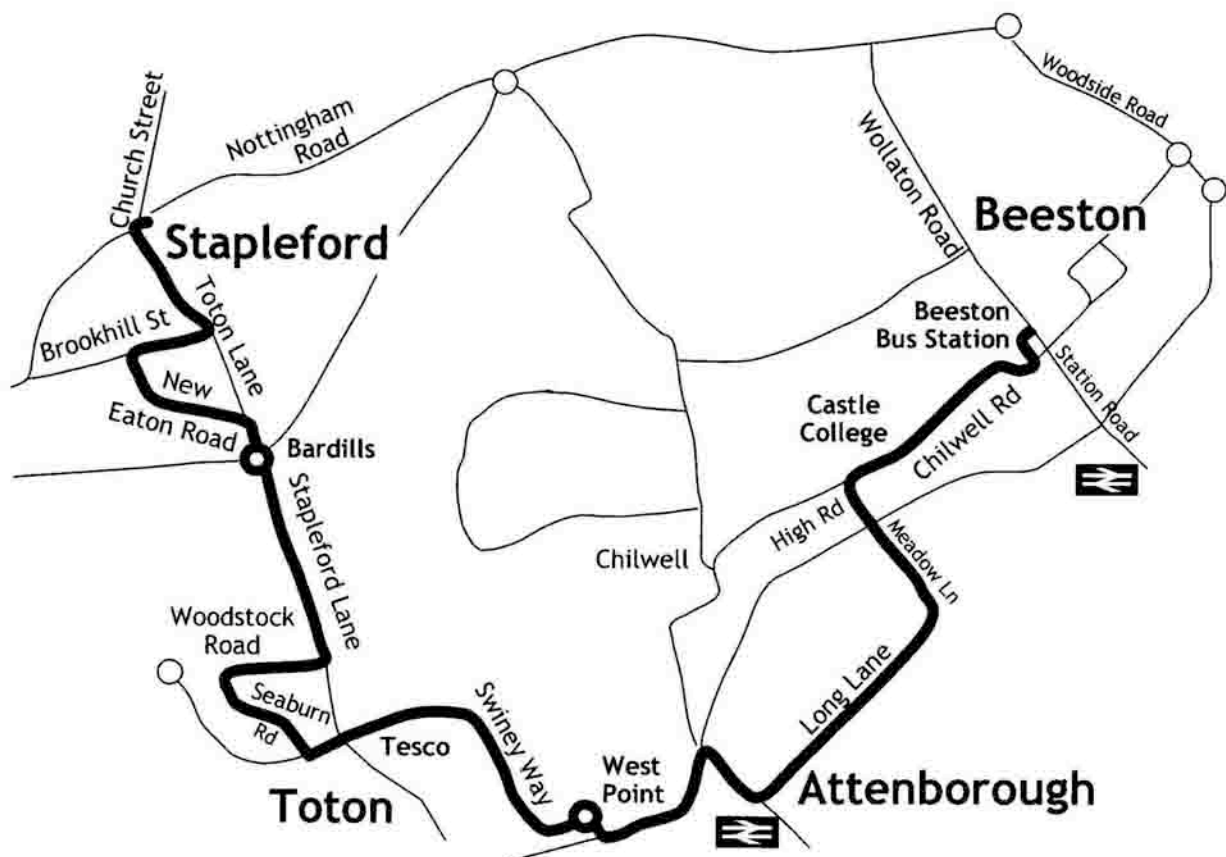 Woodside Road
Church Street
Nottingham
Road
Wollaton Road
Beeston
Stapleford
Toton Lane
Brookhill St
Beeston
Bus Station
Station Road
New
Eaton Road
Castle
College
Chilwell Rd
Bardills
Stapleford Lane
High Rd
Meadow Ln
Chilwell
Woodstock
Road
Long Lane
Seaburn
Rd
Swiney Way
Tesco
West
Point
Attenborough
Toton